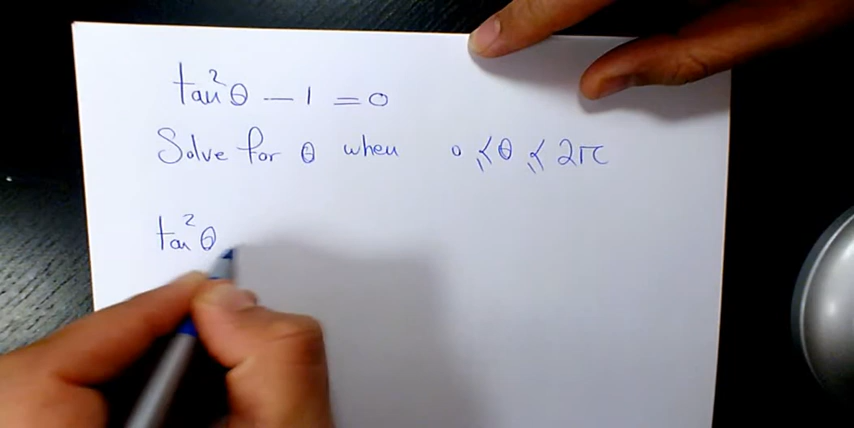 tan²θ — 1 = 0
Solve for θ when 0 ⩽ θ ⩽ 2π
tan²θ